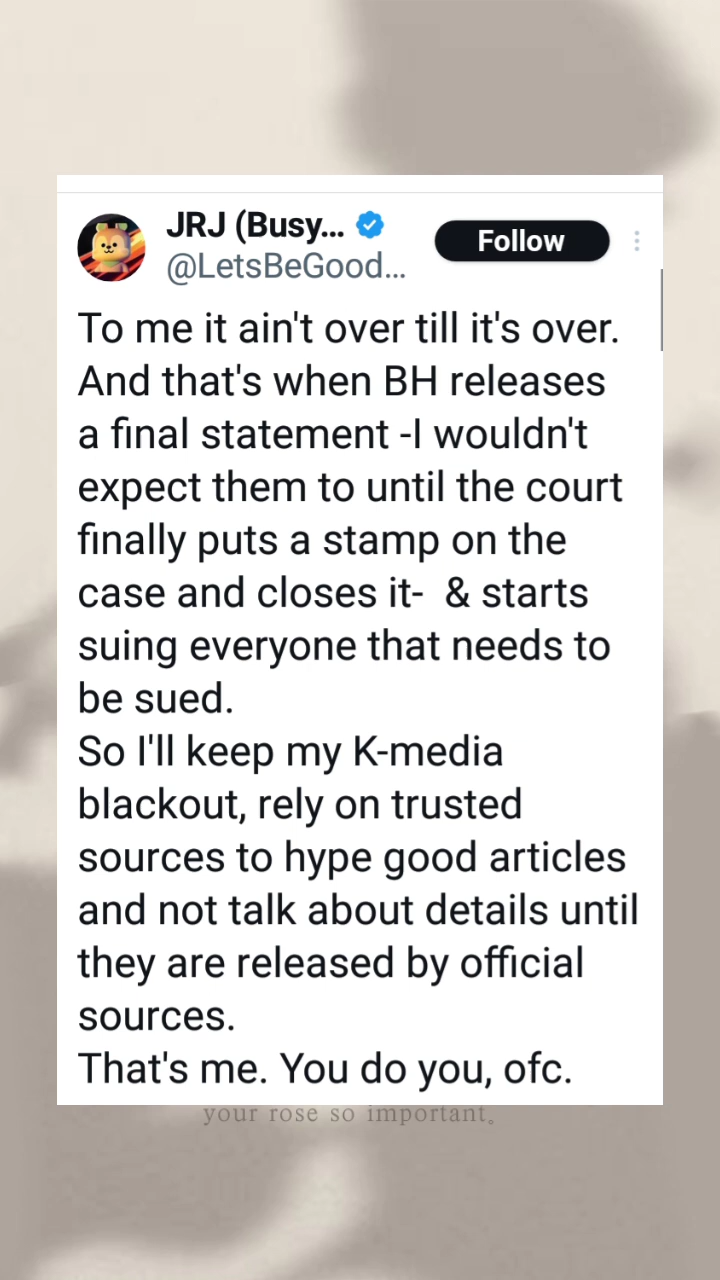 JRJ (Busy...
Follow
@LetsBeGood...
To me it ain't over till it's over.
And that's when BH releases
a final statement -I wouldn't
expect them to until the court
finally puts a stamp on the
case and closes it-  & starts
suing everyone that needs to
be sued.
So I'll keep my K-media
blackout, rely on trusted
sources to hype good articles
and not talk about details until
they are released by official
sources.
That's me. You do you, ofc.
your rose so important。